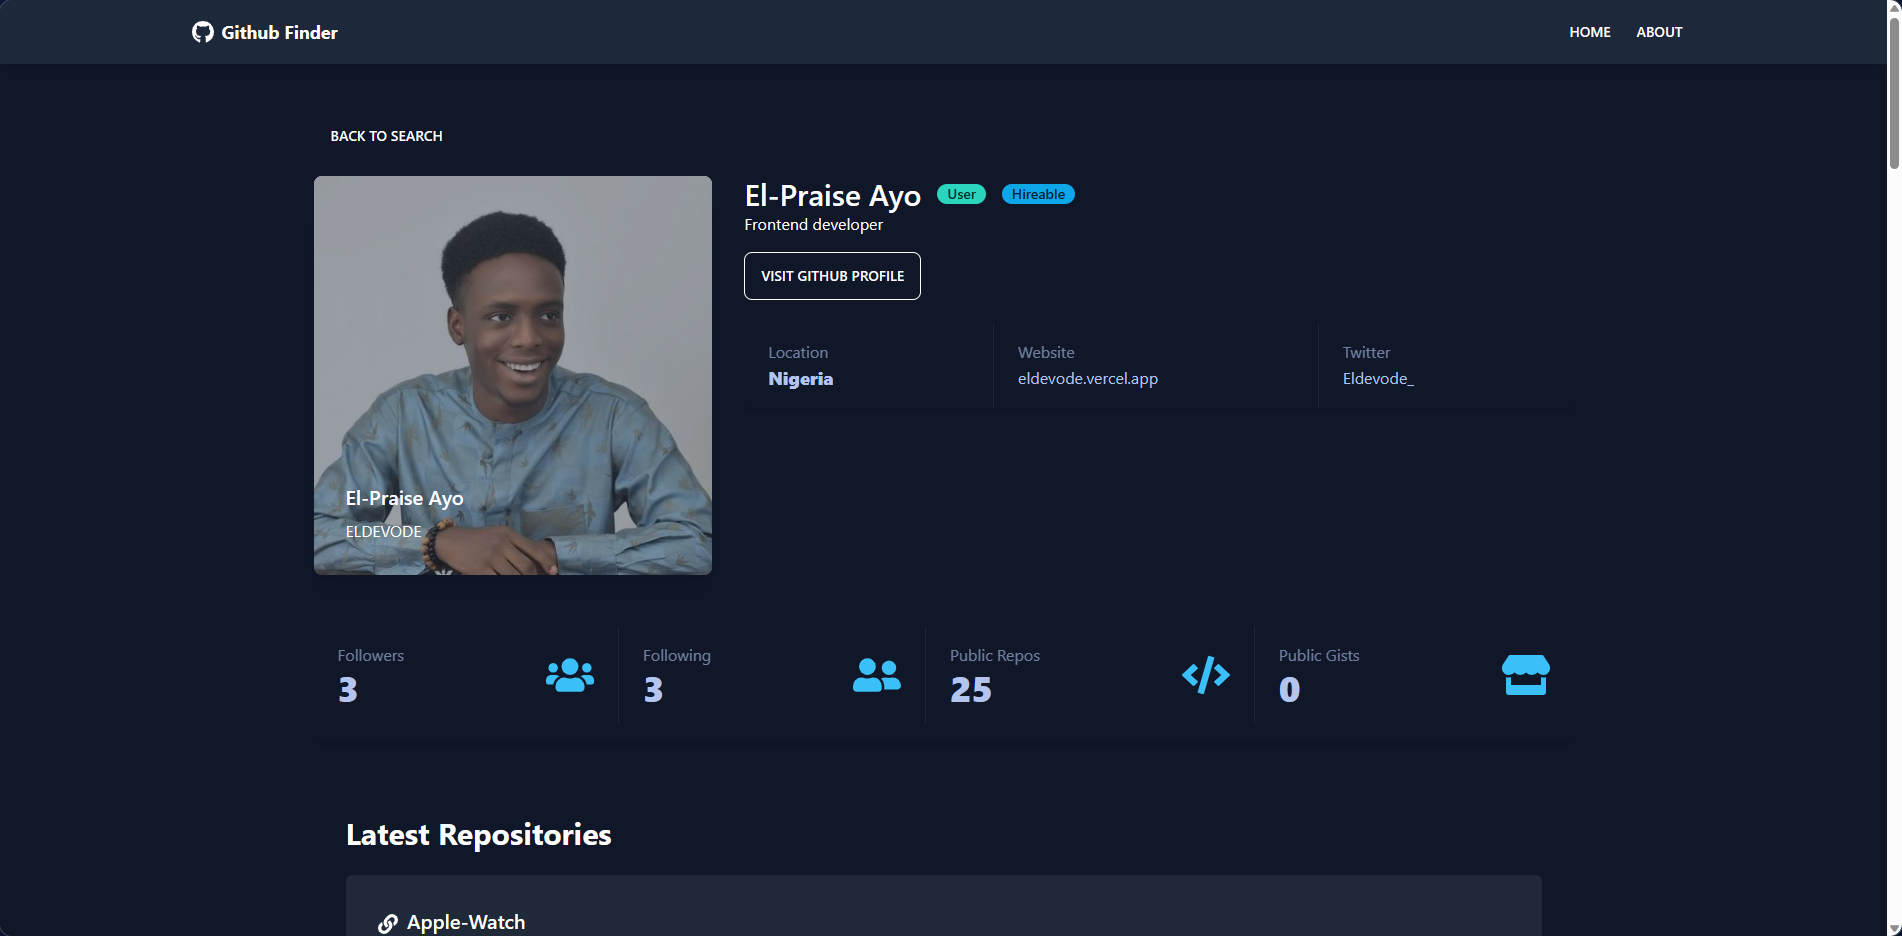 Github Finder
HOME
ABOUT
BACK TO SEARCH
El-Praise Ayo
ELDEVODE
El-Praise Ayo
User
Hireable
Frontend developer
VISIT GITHUB PROFILE
Location
Nigeria
Website
eldevode.vercel.app
Twitter
Eldevode_
Followers
3
Following
3
Public Repos
25
Public Gists
0
Latest Repositories
Apple-Watch